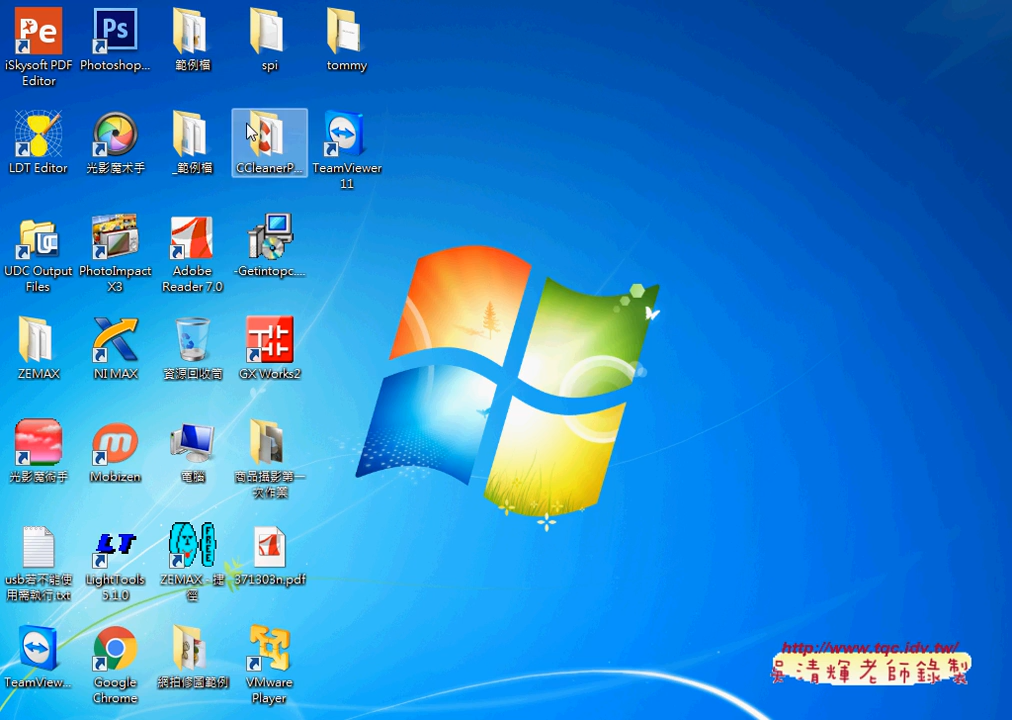 Pe
Ps
iSkysoft PDF
Editor
Photoshop...
範例檔
spi
tommy
LDT Editor
光影魔术手
_範例檔
CCleanerP...
TeamViewer
11
UDC Output
Files
PhotoImpact
X3
Adobe
Reader 7.0
-Getintopc....
ZEMAX
NI MAX
資源回收筒
GX Works2
光影魔術手
Mobizen
電腦
商品攝影第一
次作業
LT
FREE
usb若不能使
用需執行.txt
LightTools
5.1.0
ZEMAX - 捷
徑
371303n.pdf
TeamView...
Google
Chrome
網拍修圖範例
VMware
Player
http://www.tqc.idv.tw/
吳清輝老師錄製